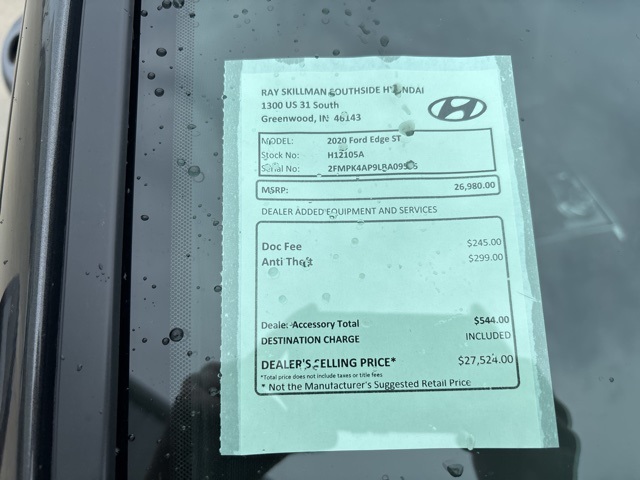 RAY SKILLMAN SOUTHSIDE HYUNDAI
1300 US 31 South
Greenwood, IN 46143
MODEL: 2020 Ford Edge ST
Stock No: H12105A
Serial No:
MSRP: 26,980.00
DEALER ADDED EQUIPMENT AND SERVICES
Doc Fee $245.00
Anti Theft $299.00
Dealer Accessory Total $544.00
DESTINATION CHARGE INCLUDED
DEALER'S SELLING PRICE* $27,524.00
*Total price does not include taxes or title fees
* Not the Manufacturer's Suggested Retail Price